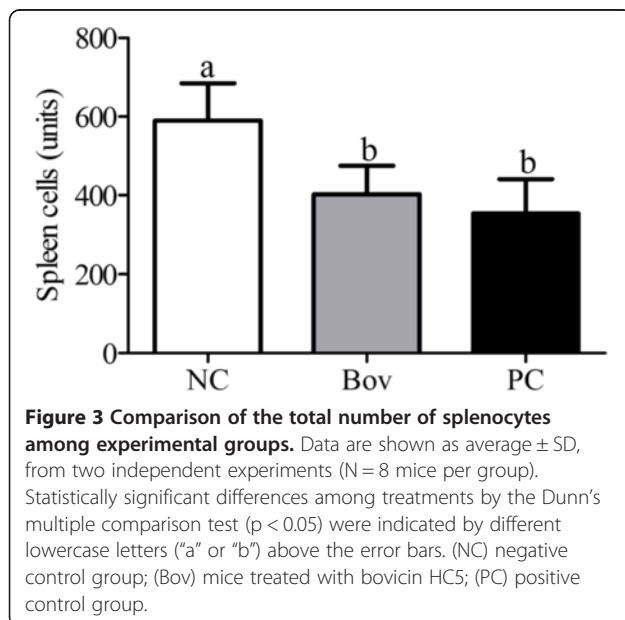 800
600
400
200
0
Spleen cells (units)
a
b
b
NC Bov PC
Figure 3 Comparison of the total number of splenocytes
among experimental groups. Data are shown as average ± SD,
from two independent experiments (N = 8 mice per group).
Statistically significant differences among treatments by the Dunn's
multiple comparison test (p < 0.05) were indicated by different
lowercase letters ("a" or "b") above the error bars. (NC) negative
control group; (Bov) mice treated with bovicin HC5; (PC) positive
control group.